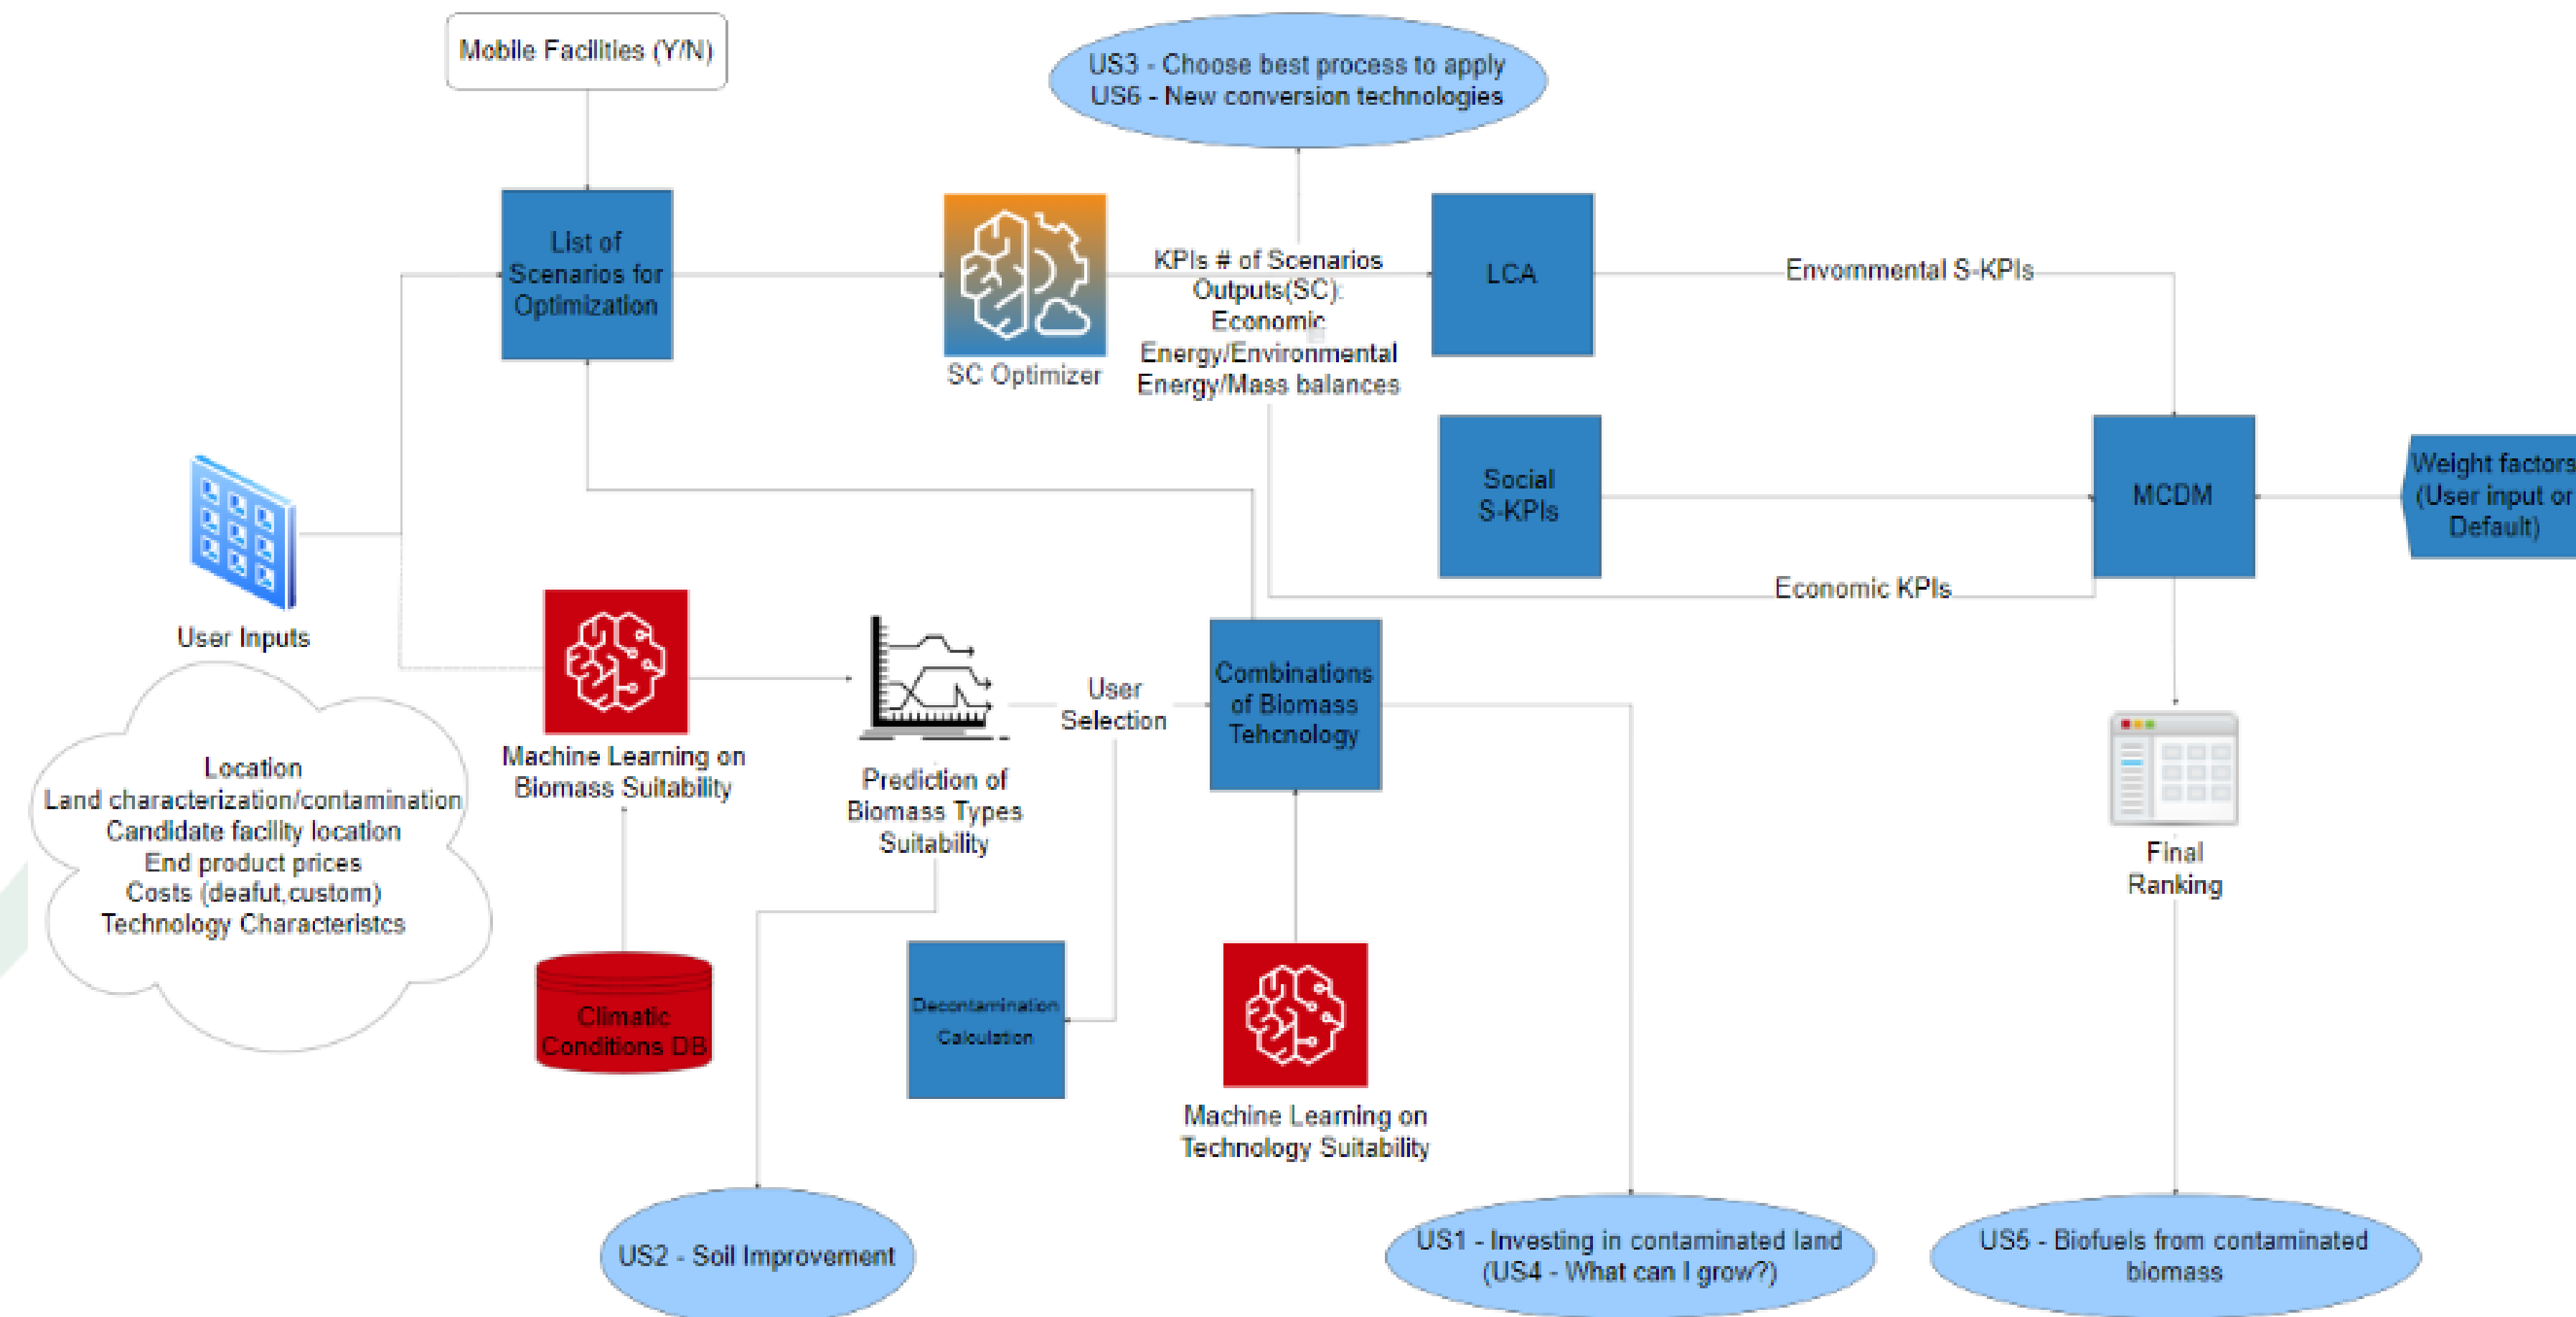 Mobile Facilities (Y/N)
US3 - Choose best process to apply
US6 - New conversion technologies
List of
Scenarios for
Optimization
SC Optimizer
KPIs # of Scenarios
Outputs(SC):
Economic
Energy/Environmental
Energy/Mass balances
LCA
Envornmental S-KPIs
Social
S-KPIs
MCDM
Weight factors
(User input or
Default)
Economic KPIs
User Inputs
Location
Land characterization/contamination
Candidate facility location
End product prices
Costs (deafut,custom)
Technology Characteristcs
Machine Learning on
Biomass Suitability
Climatic
Conditions DB
Prediction of
Biomass Types
Suitability
User
Selection
Combinations
of Biomass
Tehcnology
Decontamination
Calculation
Machine Learning on
Technology Suitability
Final
Ranking
US2 - Soil Improvement
US1 - Investing in contaminated land
(US4 - What can I grow?)
US5 - Biofuels from contaminated
biomass